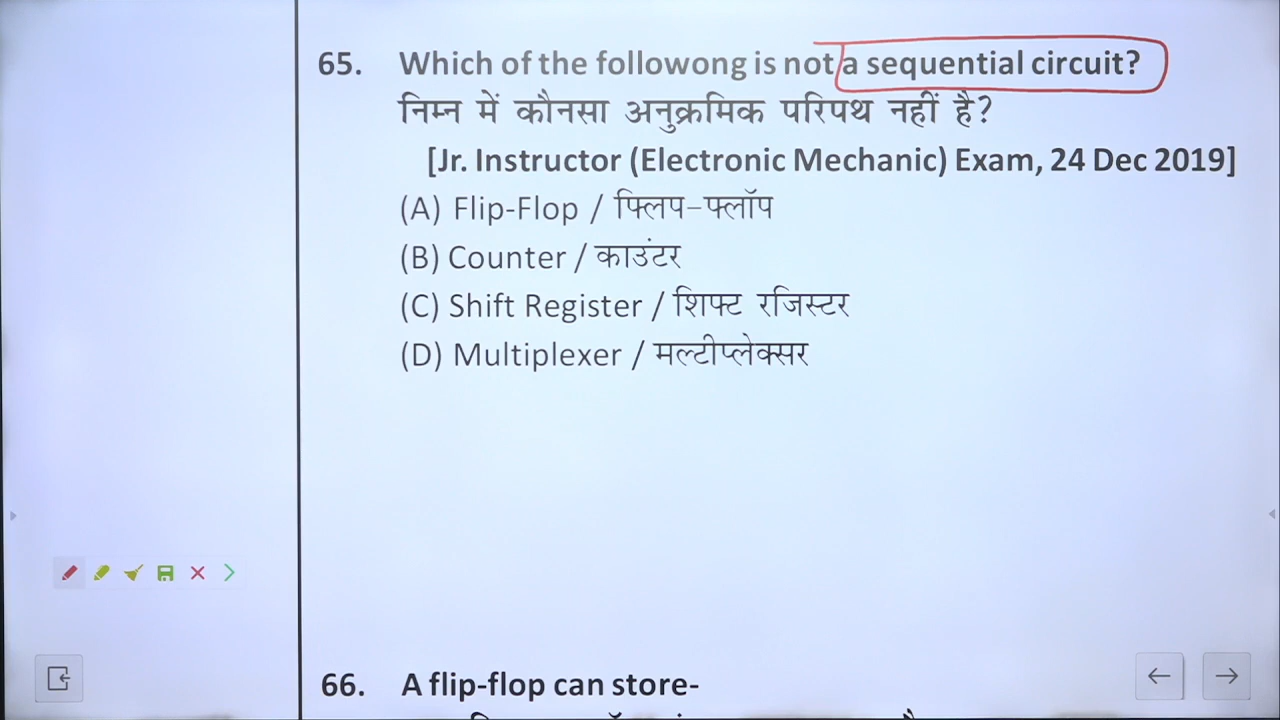 65. Which of the followong is not a sequential circuit?
निम्न में कौनसा अनुक्रमिक परिपथ नहीं है?
[Jr. Instructor (Electronic Mechanic) Exam, 24 Dec 2019]
(A) Flip-Flop / फ्लिप-फ्लॉप
(B) Counter / काउंटर
(C) Shift Register / शिफ्ट रजिस्टर
(D) Multiplexer / मल्टीप्लेक्सर
66. A flip-flop can store-